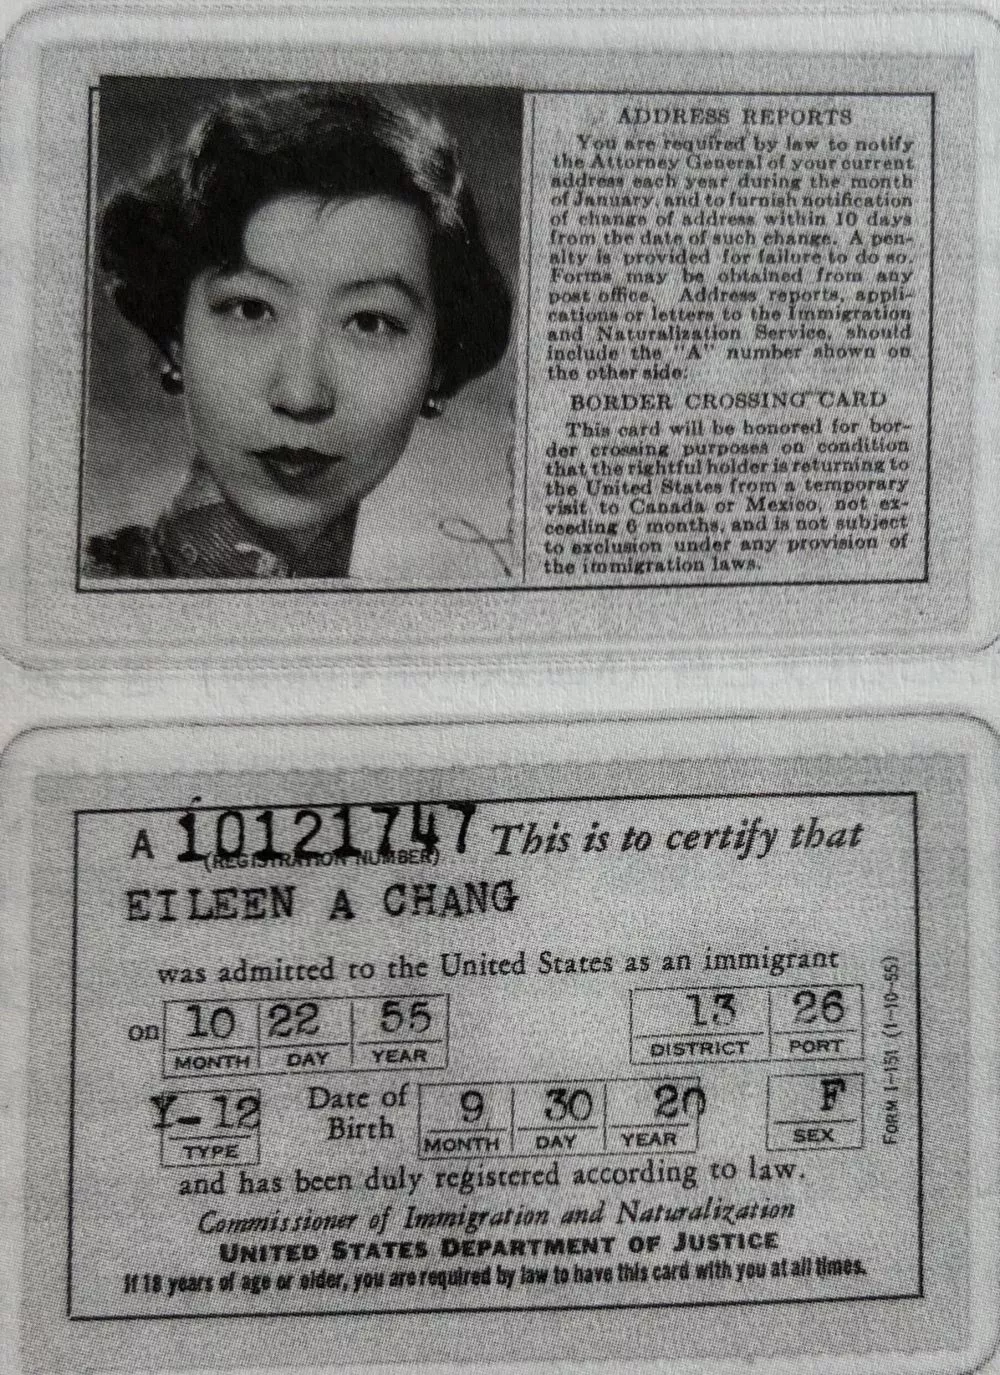 ADDRESS REPORTS
You are required by law to notify
the Attorney General of your current
address each year during the month
of January, and to furnish notification
of change of address within 10 days
from the date of such change. A pen-
alty is provided for failure to do so.
Forms may be obtained from any
post office. Address reports, appli-
cations or letters to the Immigration
and Naturalization Service, should
include the "A" number shown on
the other side.
BORDER CROSSING CARD
This card will be honored for bor-
der crossing purposes on condition
that the rightful holder is returning to
the United States from a temporary
visit to Canada or Mexico, not ex-
ceeding 6 months, and is not subject
to exclusion under any provision of
the immigration laws.
A 10121747 This is to certify that
(REGISTRATION NUMBER)
EILEEN A CHANG
was admitted to the United States as an immigrant
on 10 22 55 13 26
MONTH DAY YEAR DISTRICT PORT
Y-12 Date of Birth 9 30 20 F
TYPE MONTH DAY YEAR SEX
and has been duly registered according to law.
Commissioner of Immigration and Naturalization
UNITED STATES DEPARTMENT OF JUSTICE
If 18 years of age or older, you are required by law to have this card with you at all times.
FORM I-151 (1-10-55)